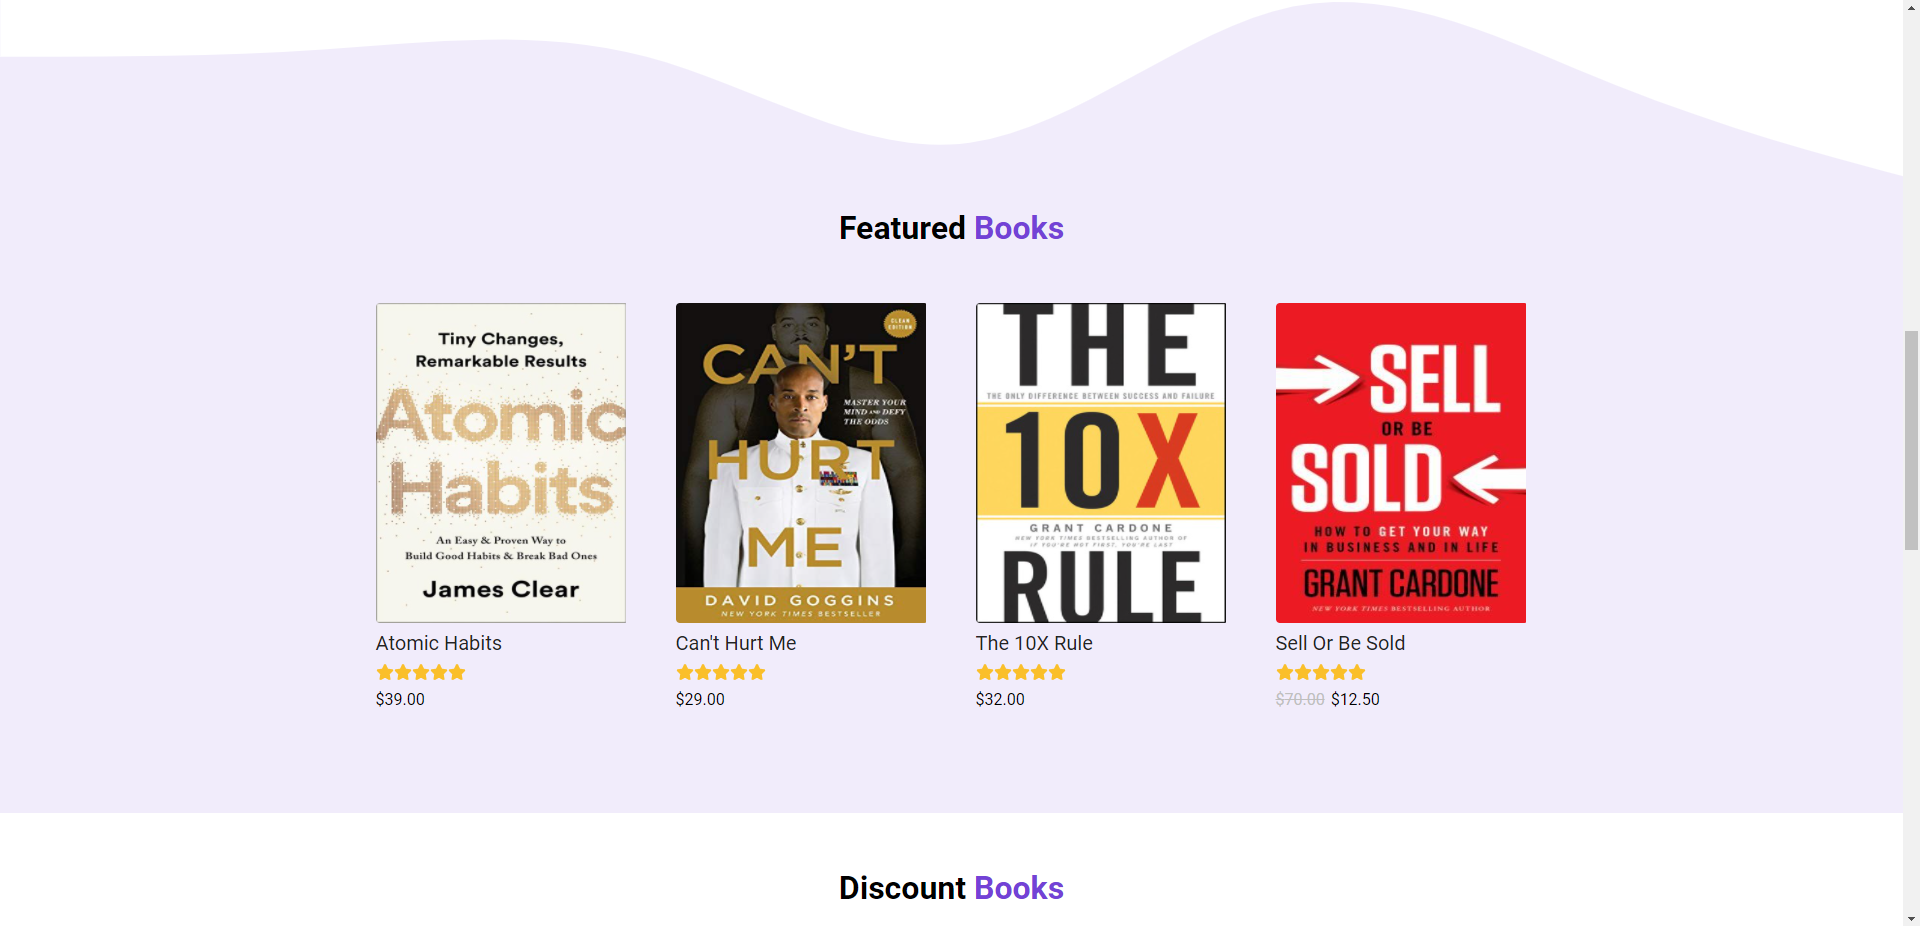 Featured Books
Tiny Changes,
Remarkable Results
Atomic
Habits
An Easy & Proven Way to
Build Good Habits & Break Bad Ones
James Clear
Atomic Habits
$39.00
CLEAN
EDITION
CAN'T
MASTER YOUR
MIND AND DEFY
THE ODDS
HURT
ME
DAVID GOGGINS
NEW YORK TIMES BESTSELLER
Can't Hurt Me
$29.00
THE
THE ONLY DIFFERENCE BETWEEN SUCCESS AND FAILURE
10X
GRANT CARDONE
NEW YORK TIMES BESTSELLING AUTHOR OF
IF YOU'RE NOT FIRST, YOU'RE LAST
RULE
The 10X Rule
$32.00
SELL
OR BE
SOLD
HOW TO GET YOUR WAY
IN BUSINESS AND IN LIFE
GRANT CARDONE
NEW YORK TIMES BESTSELLING AUTHOR
Sell Or Be Sold
$70.00 $12.50
Discount Books